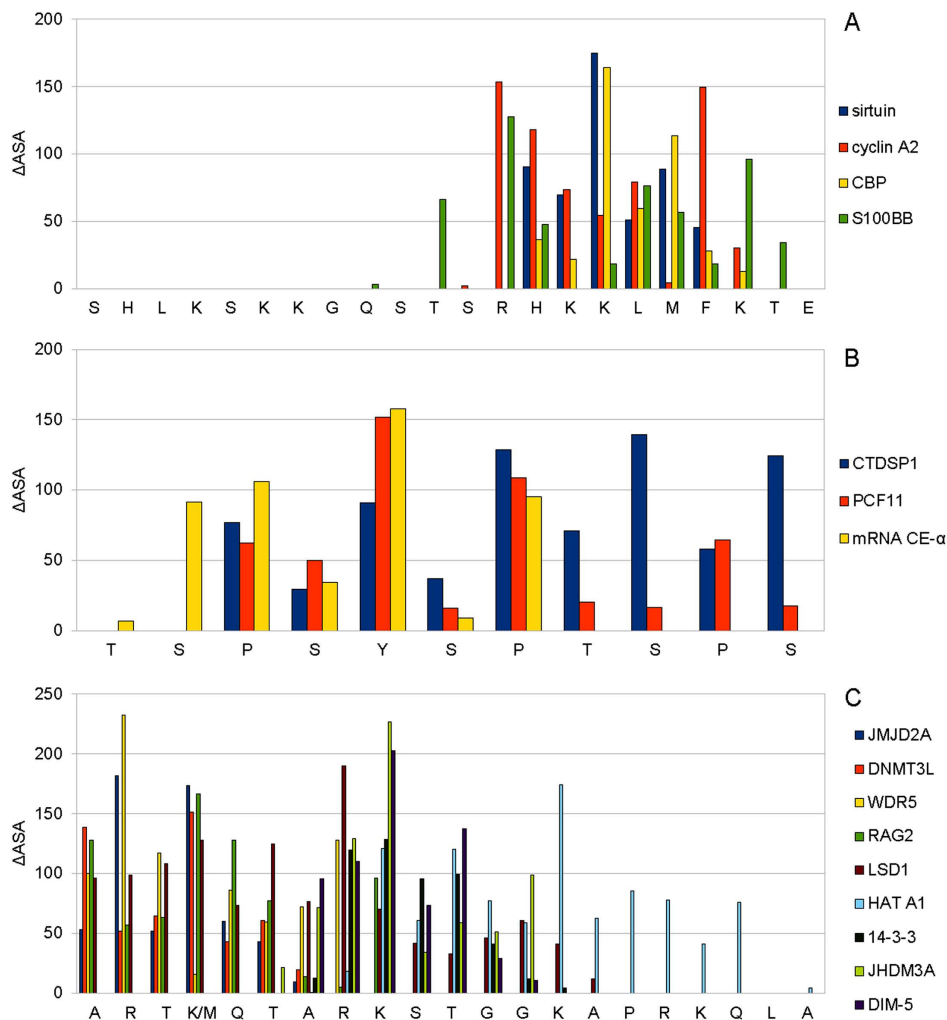 A
200
150
100
50
0
ΔASA
S H L K S K K G Q S T S R H K K L M F K T E
sirtuin
cyclin A2
CBP
S100BB
B
200
150
100
50
0
ΔASA
T S P S Y S P T S P S
CTDSP1
PCF11
mRNA CE-α
C
250
200
150
100
50
0
ΔASA
A R T K/M Q T A R K S T G G K A P R K Q L A
JMJD2A
DNMT3L
WDR5
RAG2
LSD1
HAT A1
14-3-3
JHDM3A
DIM-5